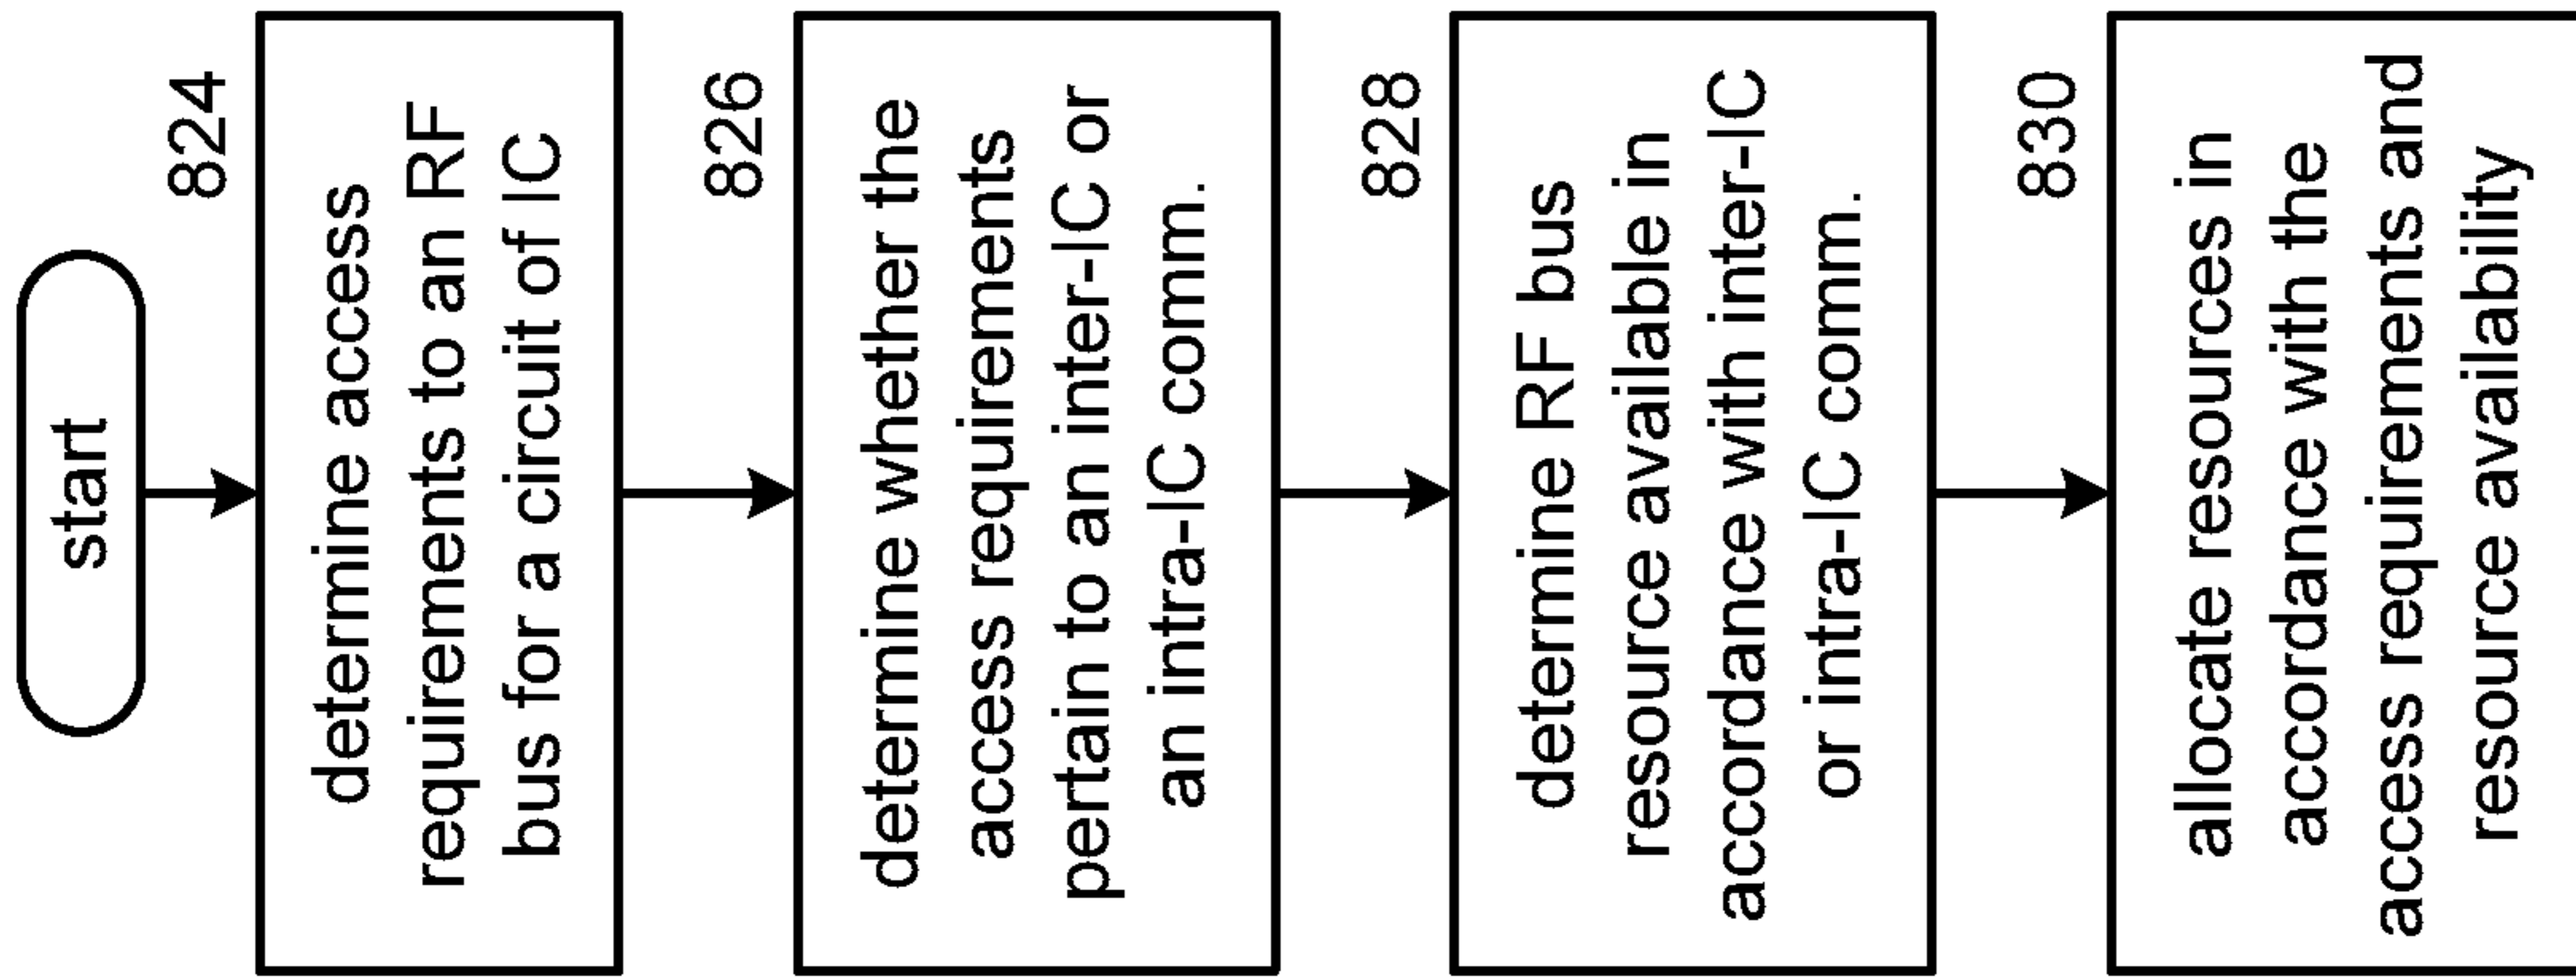 start
824
determine access
requirements to an RF
bus for a circuit of IC
826
determine whether the
access requirements
pertain to an inter-IC or
an intra-IC comm.
828
determine RF bus
resource available in
accordance with inter-IC
or intra-IC comm.
830
allocate resources in
accordance with the
access requirements and
resource availability